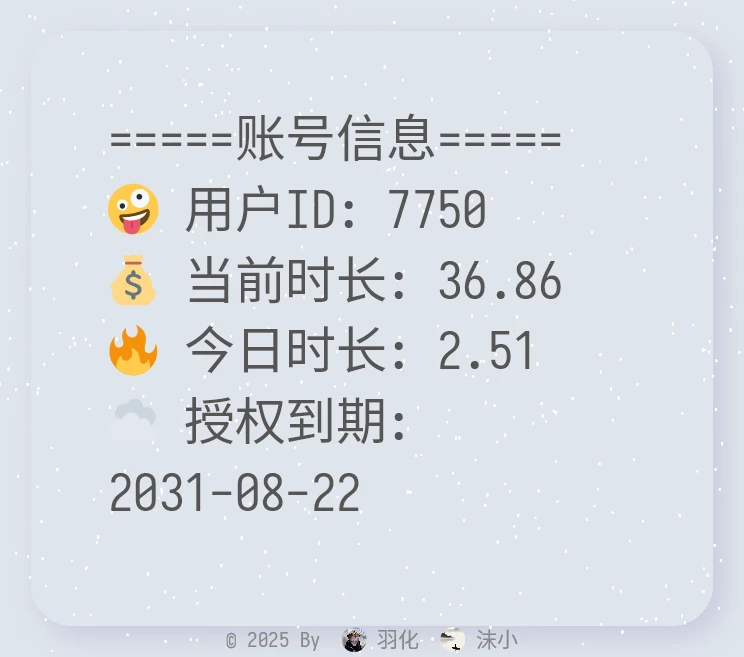 =====账号信息=====
🤪 用户ID: 7750
💰 当前时长: 36.86
🔥 今日时长: 2.51
☁️ 授权到期:
2031-08-22
© 2025 By 羽化 沫小